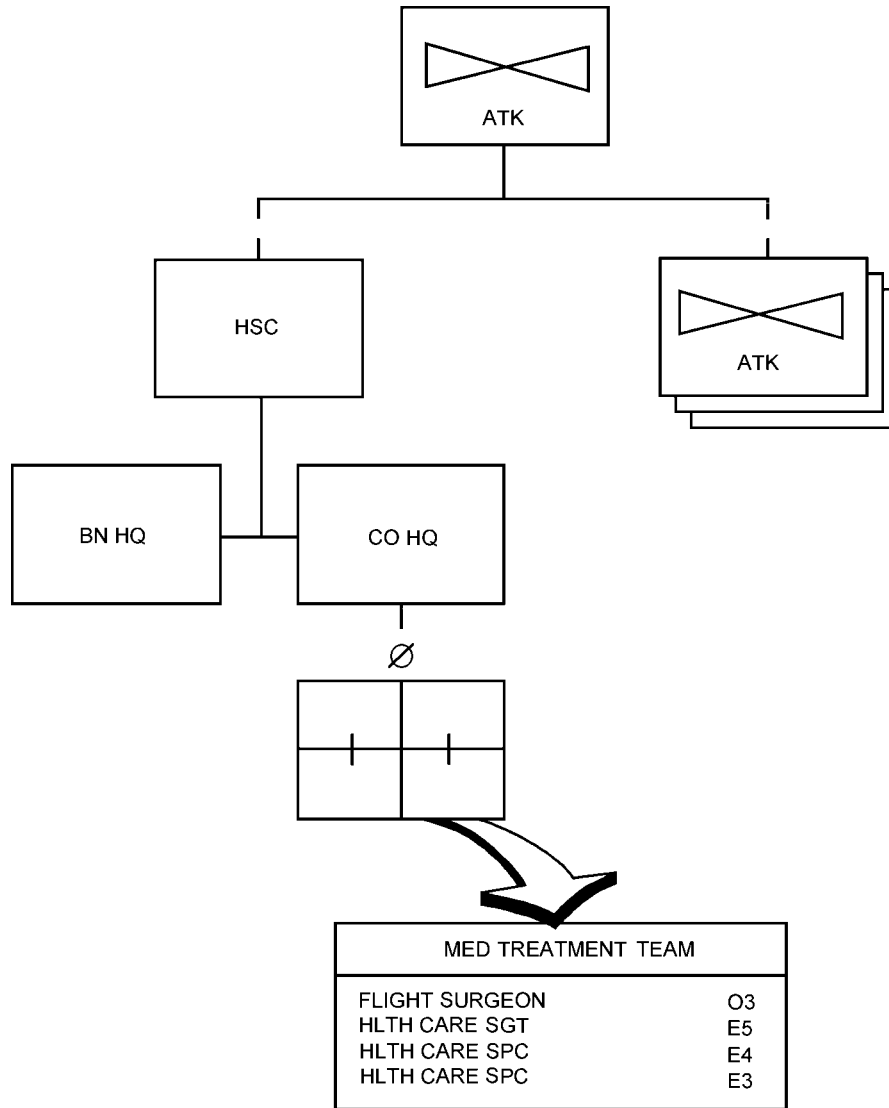 ATK
HSC
ATK
BN HQ
CO HQ
Ø
MED TREATMENT TEAM
FLIGHT SURGEON O3
HLTH CARE SGT E5
HLTH CARE SPC E4
HLTH CARE SPC E3